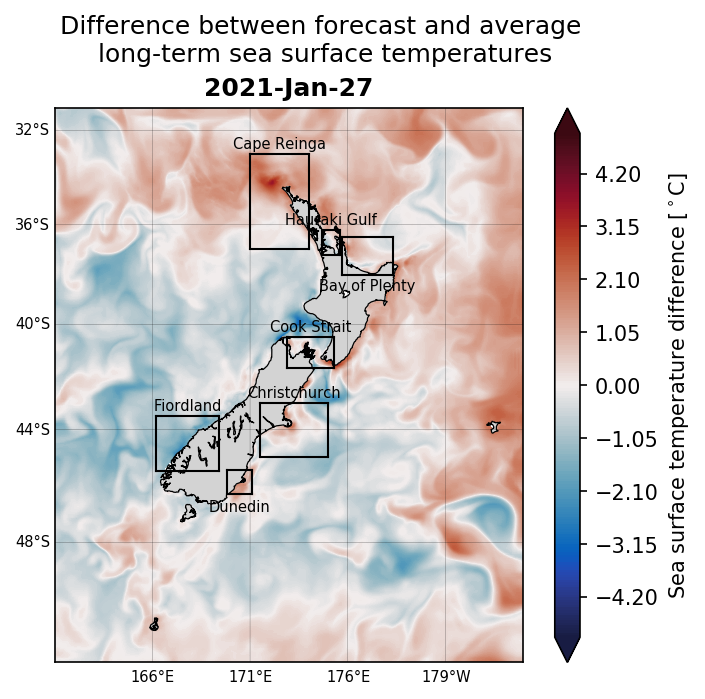 Difference between forecast and average
long-term sea surface temperatures
2021-Jan-27
32°S
36°S
40°S
44°S
48°S
166°E
171°E
176°E
179°W
Cape Reinga
Hauraki Gulf
Bay of Plenty
Cook Strait
Christchurch
Fiordland
Dunedin
4.20
3.15
2.10
1.05
0.00
−1.05
−2.10
−3.15
−4.20
Sea surface temperature difference [°C]